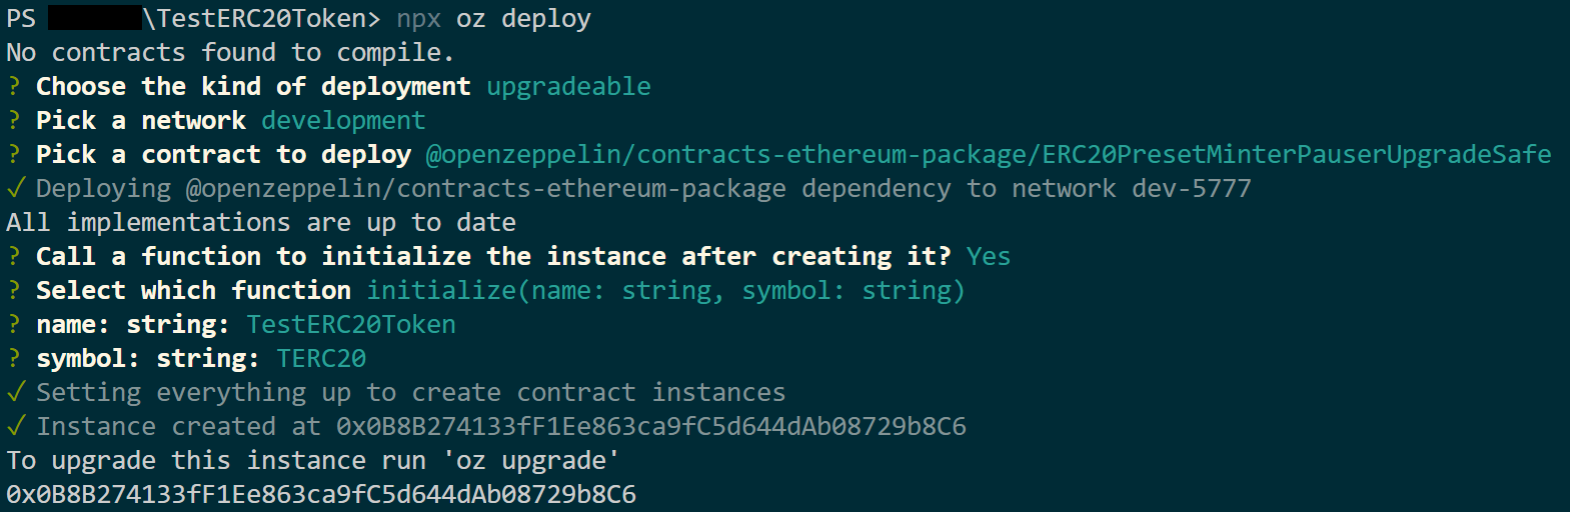 PS \TestERC20Token> npx oz deploy
No contracts found to compile.
? Choose the kind of deployment upgradeable
? Pick a network development
? Pick a contract to deploy @openzeppelin/contracts-ethereum-package/ERC20PresetMinterPauserUpgradeSafe
✓ Deploying @openzeppelin/contracts-ethereum-package dependency to network dev-5777
All implementations are up to date
? Call a function to initialize the instance after creating it? Yes
? Select which function initialize(name: string, symbol: string)
? name: string: TestERC20Token
? symbol: string: TERC20
✓ Setting everything up to create contract instances
✓ Instance created at 0x0B8B274133fF1Ee863ca9fC5d644dAb08729b8C6
To upgrade this instance run 'oz upgrade'
0x0B8B274133fF1Ee863ca9fC5d644dAb08729b8C6